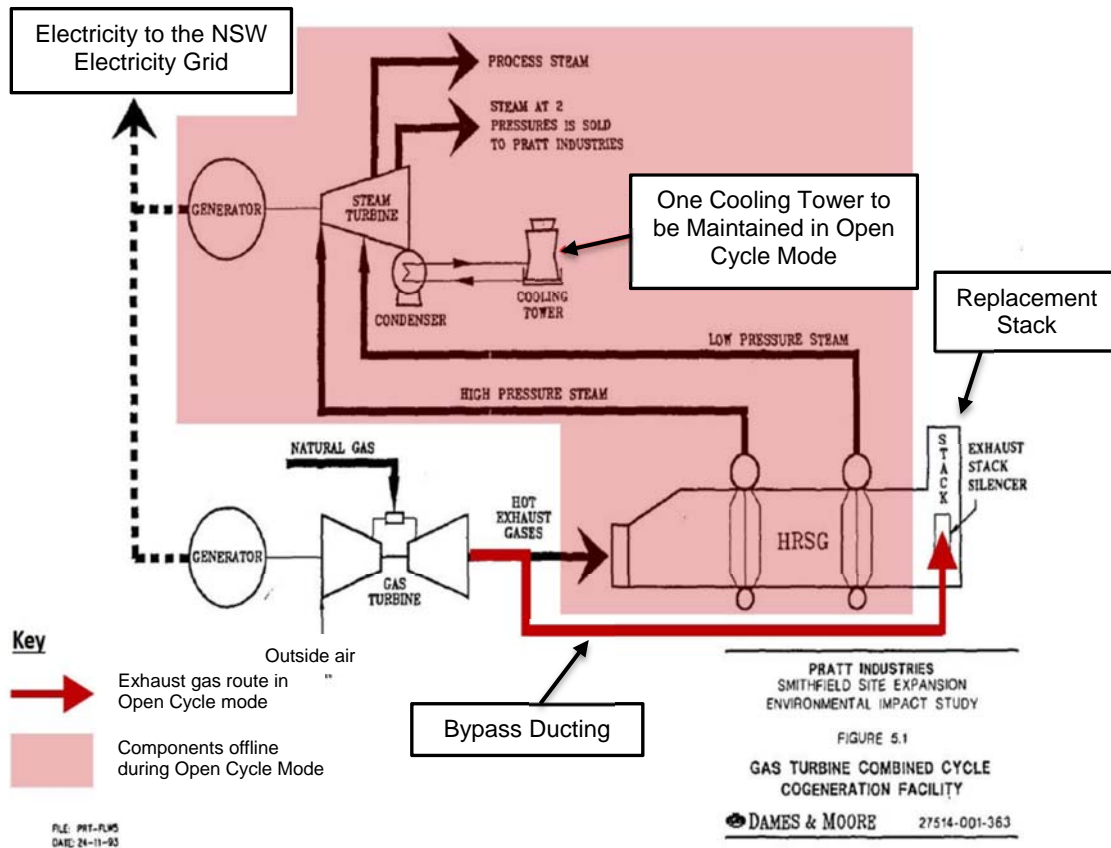 Electricity to the NSW
Electricity Grid
PROCESS STEAM
STEAM AT 2
PRESSURES IS SOLD
TO PRATT INDUSTRIES
GENERATOR
STEAM
TURBINE
One Cooling Tower to
be Maintained in Open
Cycle Mode
CONDENSER
COOLING
TOWER
Replacement
Stack
LOW PRESSURE STEAM
HIGH PRESSURE STEAM
NATURAL GAS
HOT
EXHAUST
GASES
STACK
EXHAUST
STACK
SILENCER
HRSG
GENERATOR
GAS
TURBINE
Outside air
Key
Exhaust gas route in
Open Cycle mode
Components offline
during Open Cycle Mode
Bypass Ducting
PRATT INDUSTRIES
SMITHFIELD SITE EXPANSION
ENVIRONMENTAL IMPACT STUDY
FIGURE 5.1
GAS TURBINE COMBINED CYCLE
COGENERATION FACILITY
DAMES & MOORE 27514-001-363
FILE: PRT-FLW5
DATE: 24-11-93